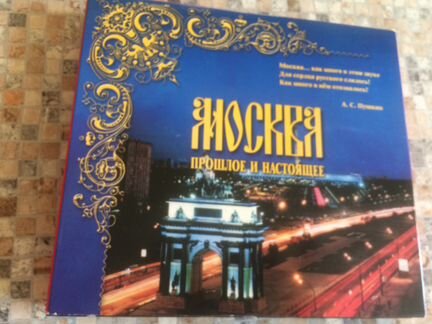 Москва... как много в этом звуке
Для сердца русского слилось!
Как много в нём отозвалось!
А. С. Пушкин
МОСКВА
ПРОШЛОЕ И НАСТОЯЩЕЕ